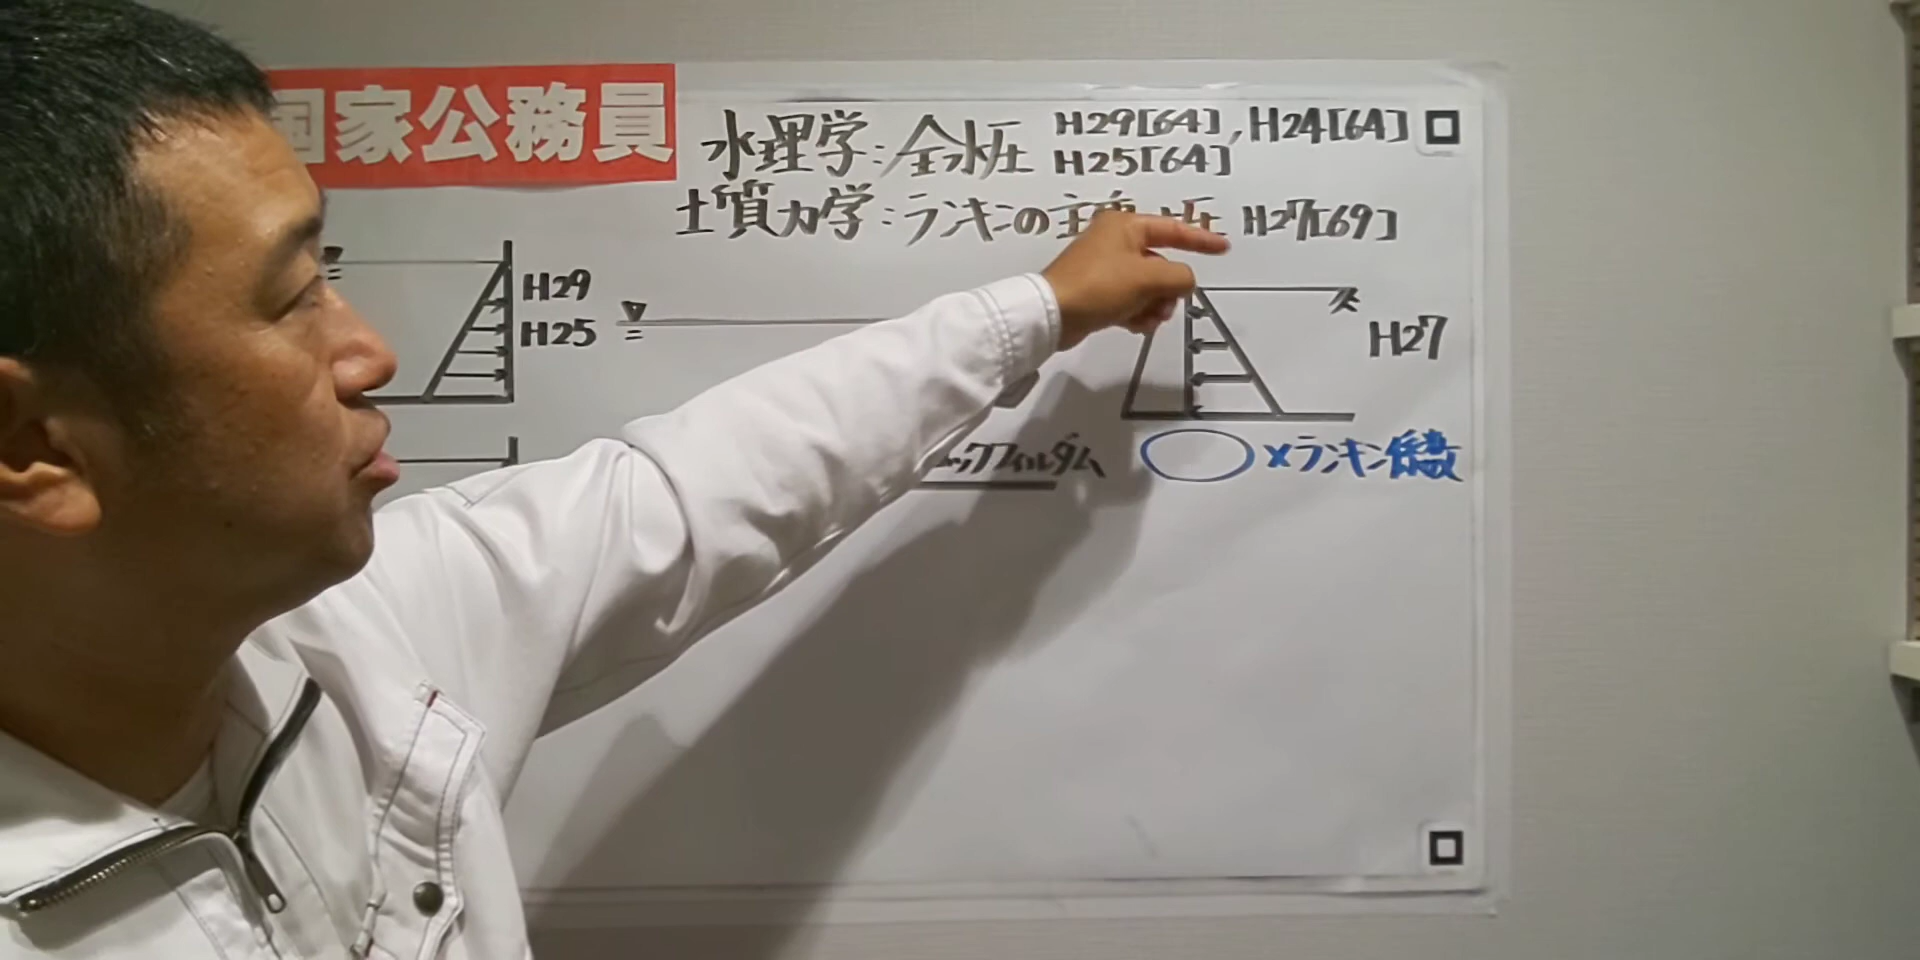 国家公務員
水理学:全水圧 H29[64],H24[64]
H25[64]
土質力学:ランキンの主 土圧 H27[69]
H29
H25
H27
ックフィルダム
×ランキン係数